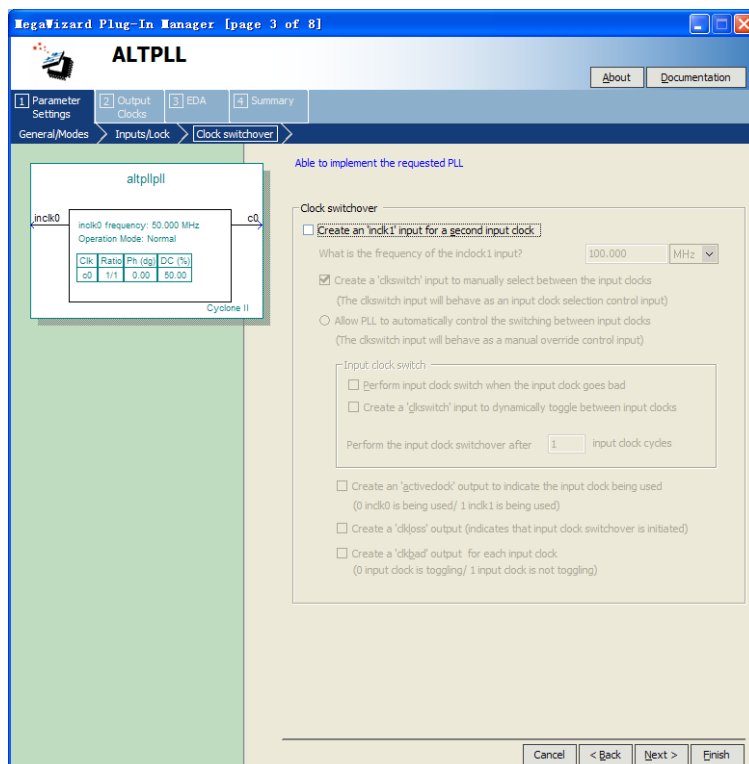 MegaWizard Plug-In Manager [page 3 of 8]
ALTPLL
About
Documentation
1 Parameter Settings
2 Output Clocks
3 EDA
4 Summary
General/Modes
Inputs/Lock
Clock switchover
altpllpll
inclk0
c0
inclk0 frequency: 50.000 MHz
Operation Mode: Normal
Clk Ratio Ph (dg) DC (%)
c0 1/1 0.00 50.00
Cyclone II
Able to implement the requested PLL
Clock switchover
Create an 'inclk1' input for a second input clock
What is the frequency of the inclock1 input? 100.000 MHz
Create a 'clkswitch' input to manually select between the input clocks
(The clkswitch input will behave as an input clock selection control input)
Allow PLL to automatically control the switching between input clocks
(The clkswitch input will behave as a manual override control input)
Input clock switch
Perform input clock switch when the input clock goes bad
Create a 'clkswitch' input to dynamically toggle between input clocks
Perform the input clock switchover after 1 input clock cycles
Create an 'activeclock' output to indicate the input clock being used
(0 inclk0 is being used/ 1 inclk1 is being used)
Create a 'clkloss' output (indicates that input clock switchover is initiated)
Create a 'clkbad' output for each input clock
(0 input clock is toggling/ 1 input clock is not toggling)
Cancel
< Back
Next >
Finish